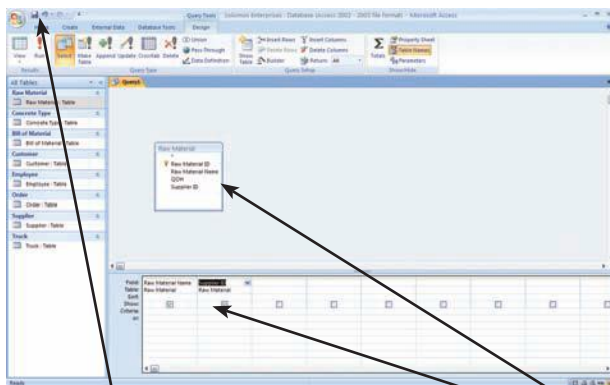 Query Tools Solomon Enterprises : Database (Access 2002 - 2003 file format) - Microsoft Access
Create External Data Database Tools Design
View Run Select Make Table Append Update Crosstab Delete
Union
Pass-Through
Data Definition
Show Table
Insert Rows
Delete Rows
Builder
Insert Columns
Delete Columns
Return: All
Totals
Property Sheet
Table Names
Parameters
Results Query Type Query Setup Show/Hide
All Tables
Query1
Raw Material
Raw Material : Table
Concrete Type
Concrete Type : Table
Bill of Material
Bill of Material : Table
Customer
Customer : Table
Employee
Employee : Table
Order
Order : Table
Supplier
Supplier : Table
Truck
Truck : Table
Raw Material
*
Raw Material ID
Raw Material Name
QOH
Supplier ID
Field: Raw Material Name Supplier ID
Table: Raw Material Raw Material
Sort:
Show:
Criteria:
or:
Ready